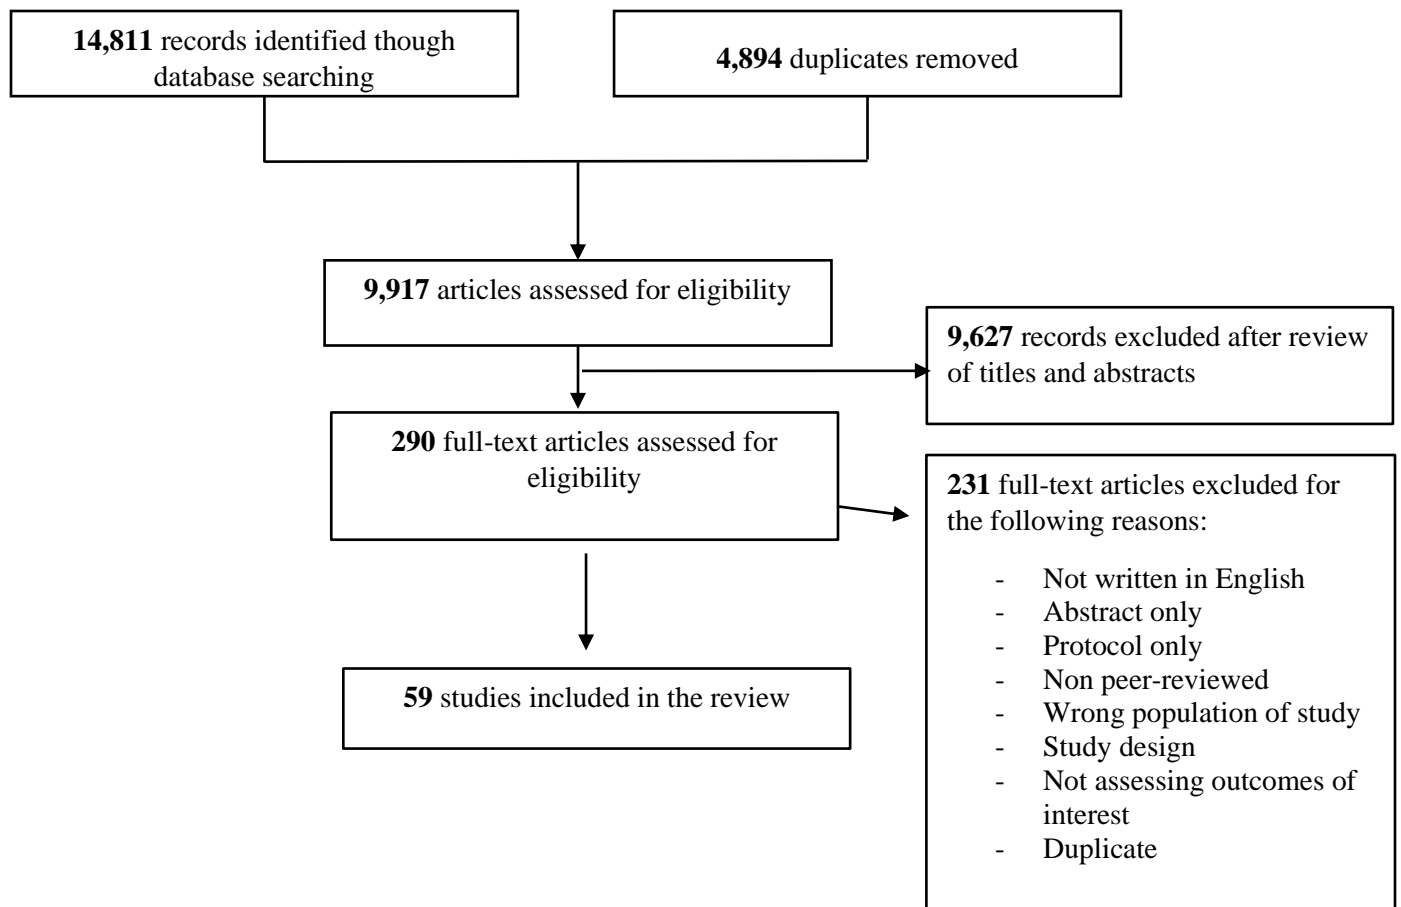 14,811 records identified though
database searching
4,894 duplicates removed
9,917 articles assessed for eligibility
9,627 records excluded after review
of titles and abstracts
290 full-text articles assessed for
eligibility
231 full-text articles excluded for
the following reasons:
- Not written in English
- Abstract only
- Protocol only
- Non peer-reviewed
- Wrong population of study
- Study design
- Not assessing outcomes of
interest
- Duplicate
59 studies included in the review